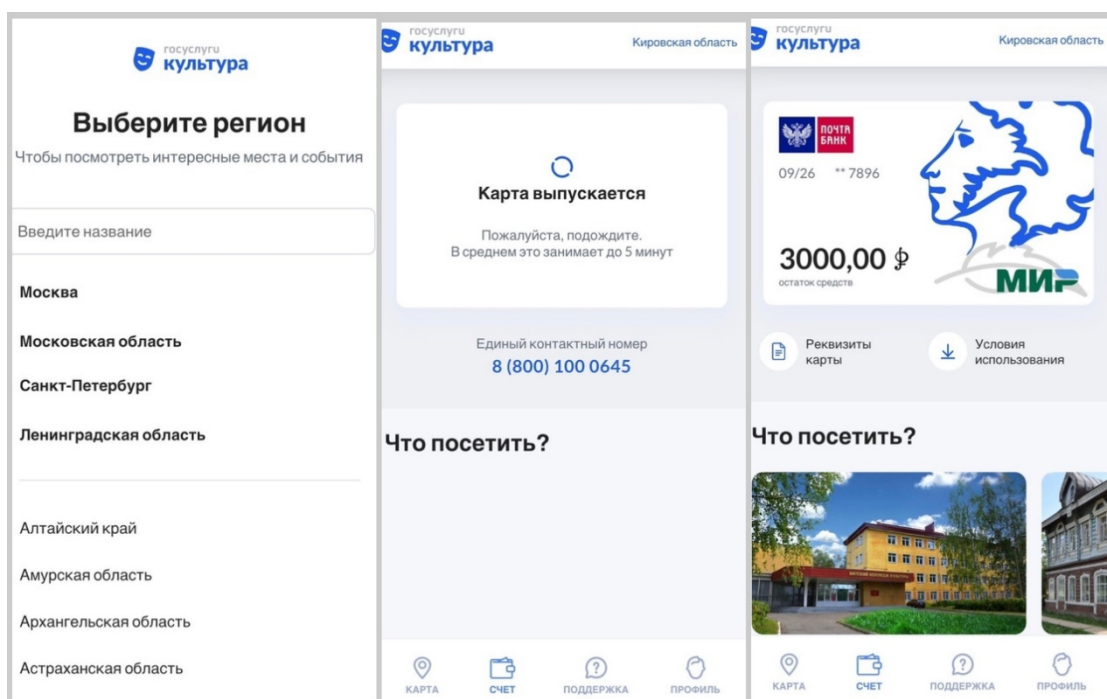 госуслуги
культура
Выберите регион
Чтобы посмотреть интересные места и события
Введите название
Москва
Московская область
Санкт-Петербург
Ленинградская область
Алтайский край
Амурская область
Архангельская область
Астраханская область
госуслуги
культура
Кировская область
Карта выпускается
Пожалуйста, подождите.
В среднем это занимает до 5 минут
Единый контактный номер
8 (800) 100 0645
Что посетить?
КАРТА
СЧЕТ
ПОДДЕРЖКА
ПРОФИЛЬ
госуслуги
культура
Кировская область
ПОЧТА
БАНК
09/26 ** 7896
3000,00 ₽
остаток средств
МИР
Реквизиты
карты
Условия
использования
Что посетить?
КАРТА
СЧЕТ
ПОДДЕРЖКА
ПРОФИЛЬ